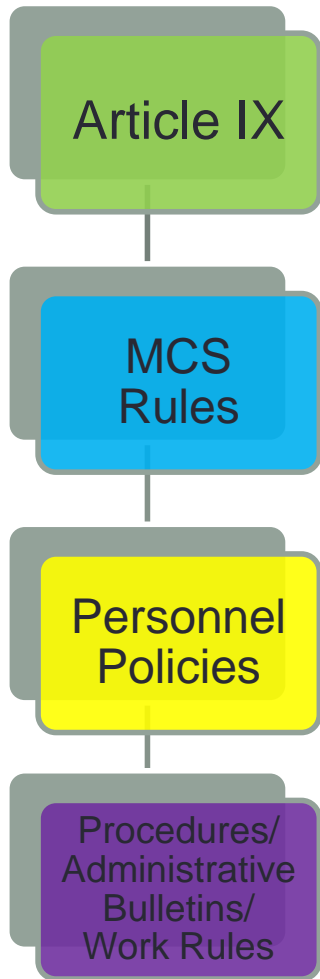 Article IX
MCS
Rules
Personnel
Policies
Procedures/
Administrative
Bulletins/
Work Rules